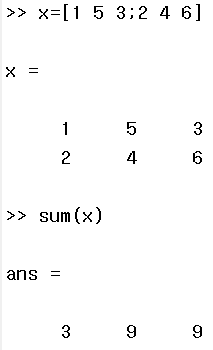 >> x=[1 5 3;2 4 6]
x =
1 5 3
2 4 6
>> sum(x)
ans =
3 9 9